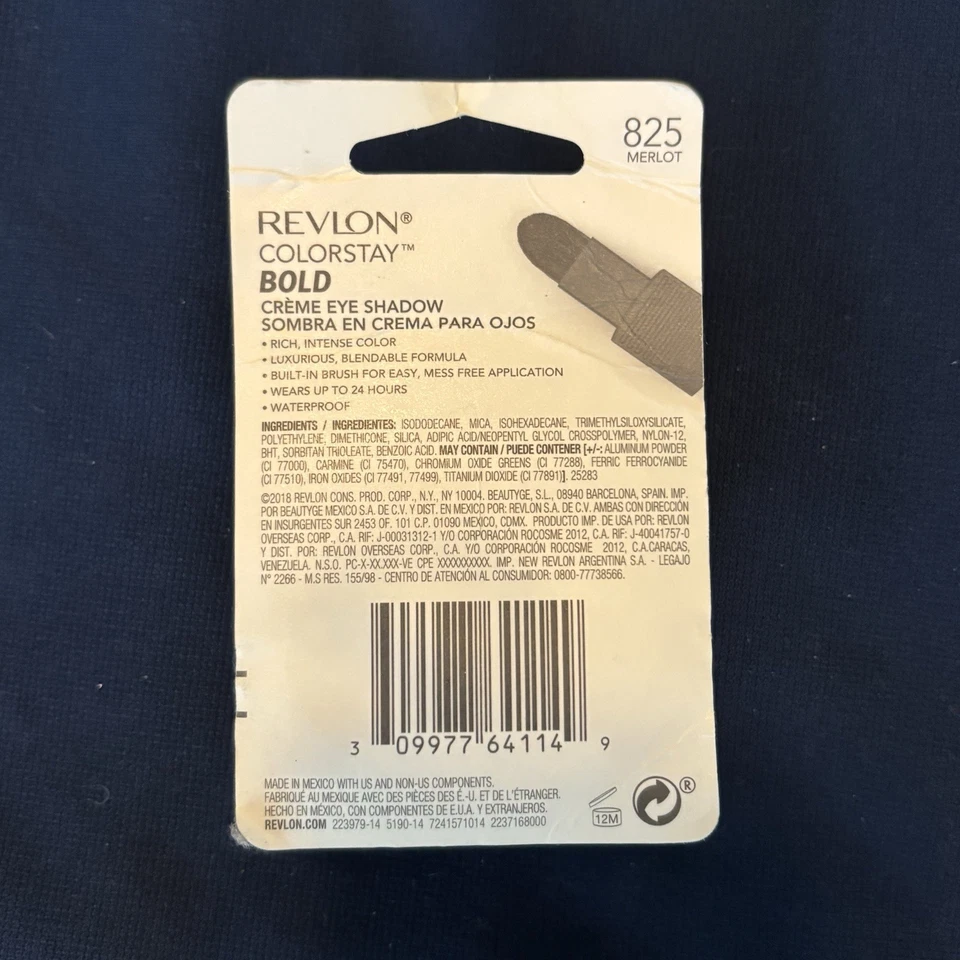 825
MERLOT
REVLON®
COLORSTAY™
BOLD
CRÈME EYE SHADOW
SOMBRA EN CREMA PARA OJOS
• RICH, INTENSE COLOR
• LUXURIOUS, BLENDABLE FORMULA
• BUILT-IN BRUSH FOR EASY, MESS FREE APPLICATION
• WEARS UP TO 24 HOURS
• WATERPROOF
INGREDIENTS / INGREDIENTES: ISODODECANE, MICA, ISOHEXADECANE, TRIMETHYLSILOXYSILICATE,
POLYETHYLENE, DIMETHICONE, SILICA, ADIPIC ACID/NEOPENTYL GLYCOL CROSSPOLYMER, NYLON-12,
BHT, SORBITAN TRIOLEATE, BENZOIC ACID. MAY CONTAIN / PUEDE CONTENER [+/-: ALUMINUM POWDER
(CI 77000), CARMINE (CI 75470), CHROMIUM OXIDE GREENS (CI 77288), FERRIC FERROCYANIDE
(CI 77510), IRON OXIDES (CI 77491, 77499), TITANIUM DIOXIDE (CI 77891)]. 25283
©2018 REVLON CONS. PROD. CORP., N.Y., NY 10004. BEAUTYGE, S.L., 08940 BARCELONA, SPAIN. IMP.
POR BEAUTYGE MEXICO S.A. DE C.V. Y DIST. EN MEXICO POR: REVLON S.A. DE C.V. AMBAS CON DIRECCIÓN
EN INSURGENTES SUR 2453 OF. 101 C.P. 01090 MEXICO, CDMX. PRODUCTO IMP. DE USA POR: REVLON
OVERSEAS CORP., C.A. RIF: J-00031312-1 Y/O CORPORACIÓN ROCOSME 2012, C.A. RIF: J-40041757-0
Y DIST. POR: REVLON OVERSEAS CORP., C.A. Y/O CORPORACIÓN ROCOSME 2012, C.A.CARACAS,
VENEZUELA. N.S.O. PC-X-XX.XXX-VE CPE XXXXXXXXXX. IMP. NEW REVLON ARGENTINA S.A. - LEGAJO
N° 2266 - M.S RES. 155/98 - CENTRO DE ATENCIÓN AL CONSUMIDOR: 0800-77738566.
3 09977 64114 9
MADE IN MEXICO WITH US AND NON-US COMPONENTS.
FABRIQUÉ AU MEXIQUE AVEC DES PIÈCES DES É.-U. ET DE L'ÉTRANGER.
HECHO EN MÉXICO, CON COMPONENTES DE E.U.A. Y EXTRANJEROS.
REVLON.COM 223979-14 5190-14 7241571014 2237168000
12M
®